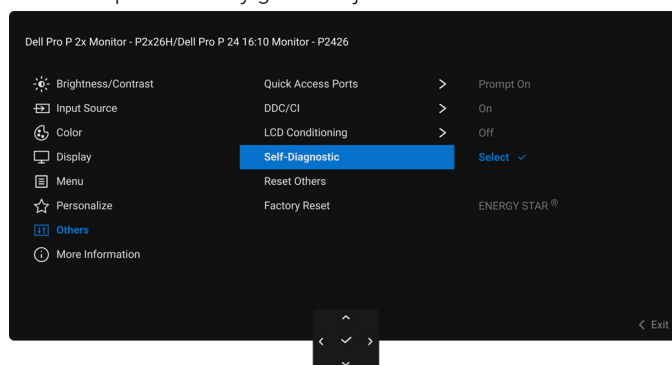 Dell Pro P 2x Monitor - P2x26H/Dell Pro P 24 16:10 Monitor - P2426
Brightness/Contrast Quick Access Ports Prompt On
Input Source DDC/CI On
Color LCD Conditioning Off
Display Self-Diagnostic Select
Menu Reset Others
Personalize Factory Reset ENERGY STAR ®
Others
More Information
Exit